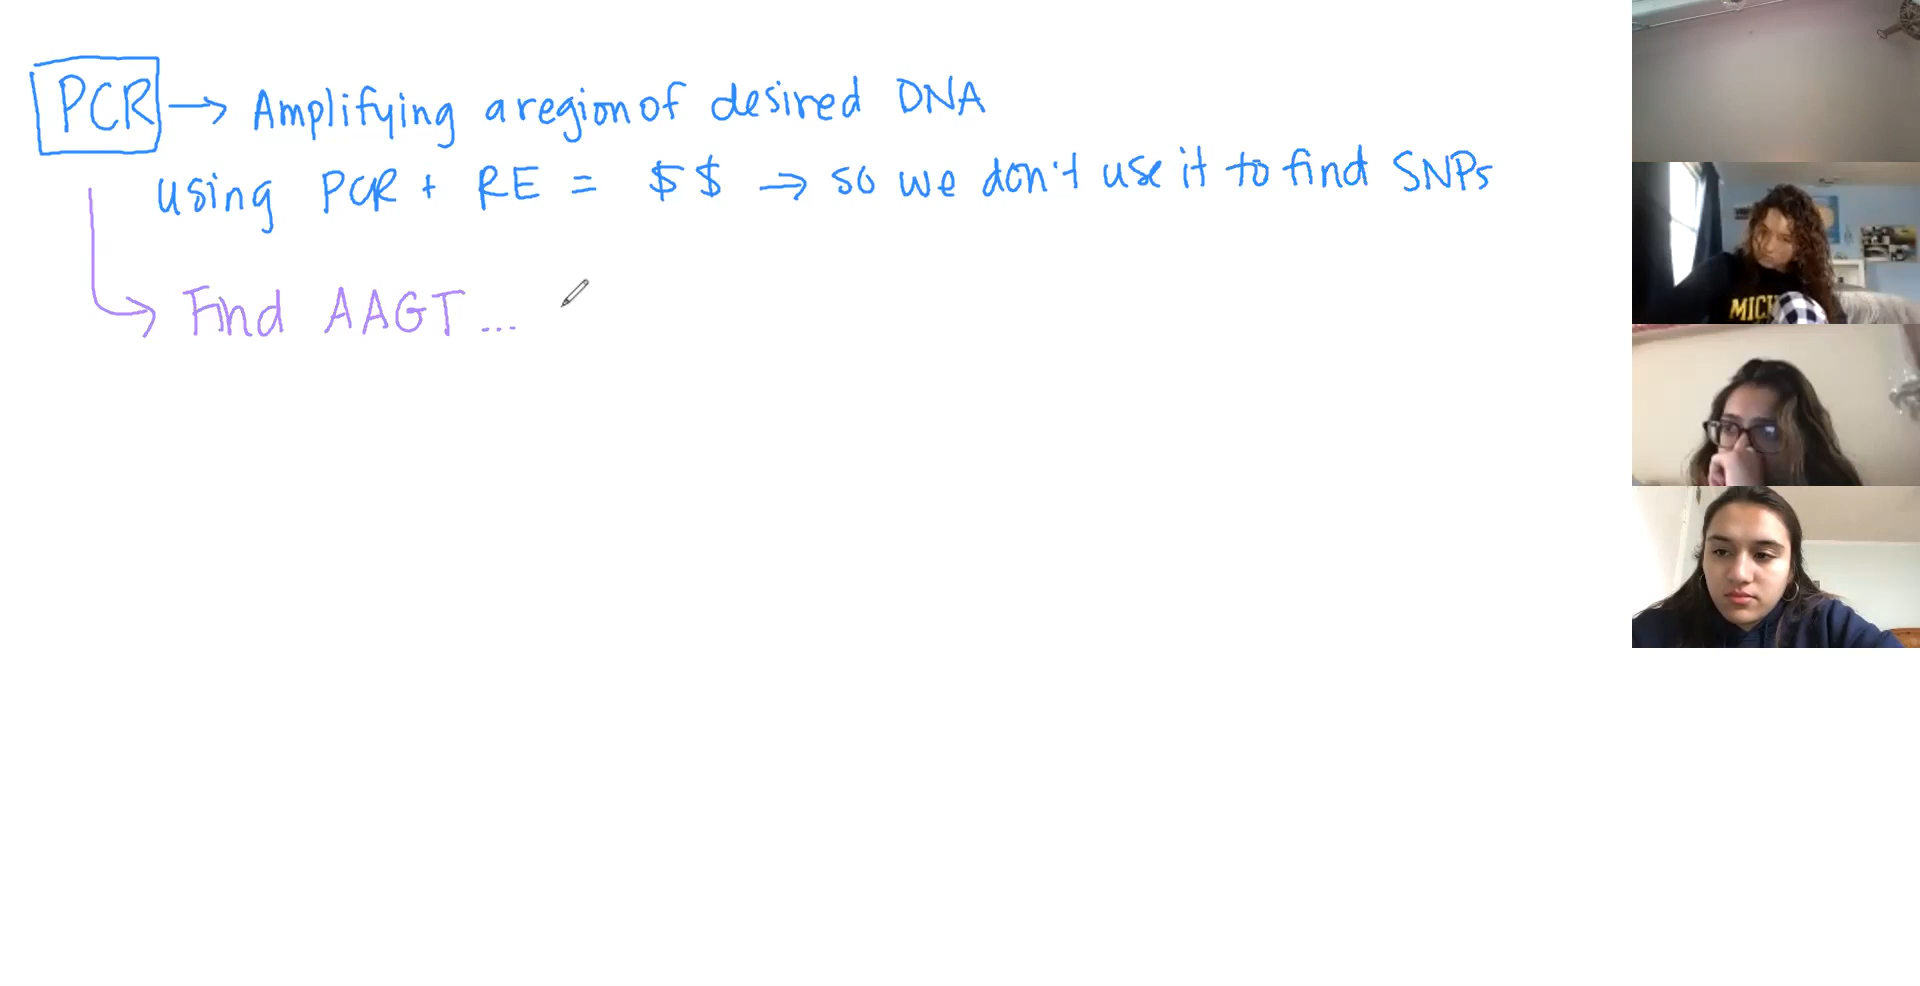 PCR → Amplifying a region of desired DNA
using PCR + RE = $$ → so we don't use it to find SNPs
Find AAGT...
MICH